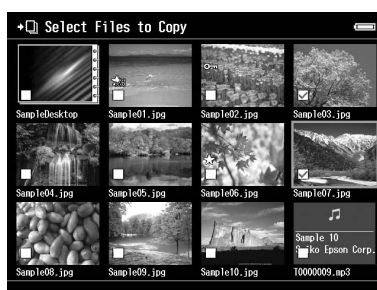 Select Files to Copy
SampleDesktop
Sample01.jpg
Sample02.jpg
Sample03.jpg
Sample04.jpg
Sample05.jpg
Sample06.jpg
Sample07.jpg
Sample 10
Seiko Epson Corp.
Sample08.jpg
Sample09.jpg
Sample10.jpg
T0000009.mp3